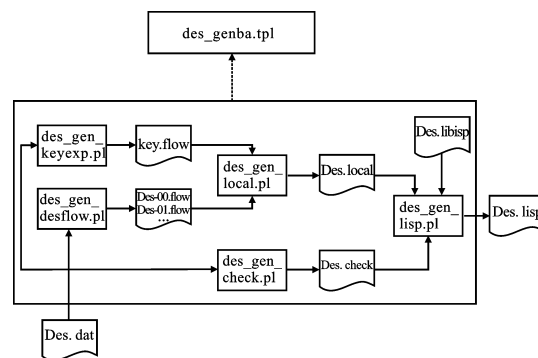 des_genba.tpl
des_gen_
keyexp.pl
key.flow
des_gen_
local.pl
Des. local
Des. libisp
des_gen_
desflow.pl
Des-00.flow
Des-01.flow
...
des_gen_
lisp.pl
Des. lisp
des_gen_
check.pl
Des. check
Des. dat